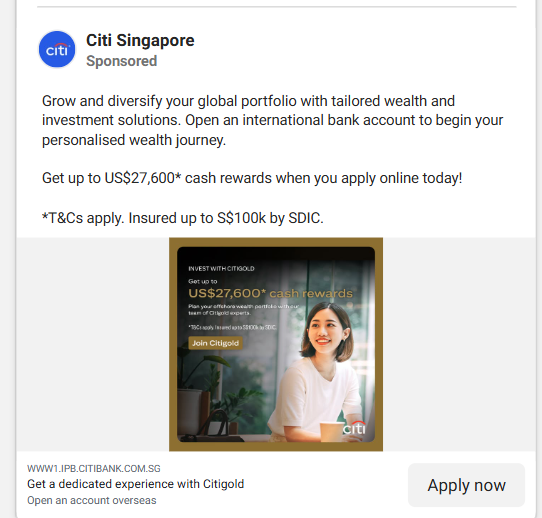 citi
Citi Singapore
Sponsored
Grow and diversify your global portfolio with tailored wealth and
investment solutions. Open an international bank account to begin your
personalised wealth journey.
Get up to US$27,600* cash rewards when you apply online today!
*T&Cs apply. Insured up to S$100k by SDIC.
INVEST WITH CITIGOLD
Get up to
US$27,600* cash rewards
Plan your offshore wealth portfolio with our
team of Citigold experts.
*T&Cs apply. Insured up to S$100k by SDIC.
Join Citigold
citi
WWW1.IPB.CITIBANK.COM.SG
Get a dedicated experience with Citigold
Open an account overseas
Apply now